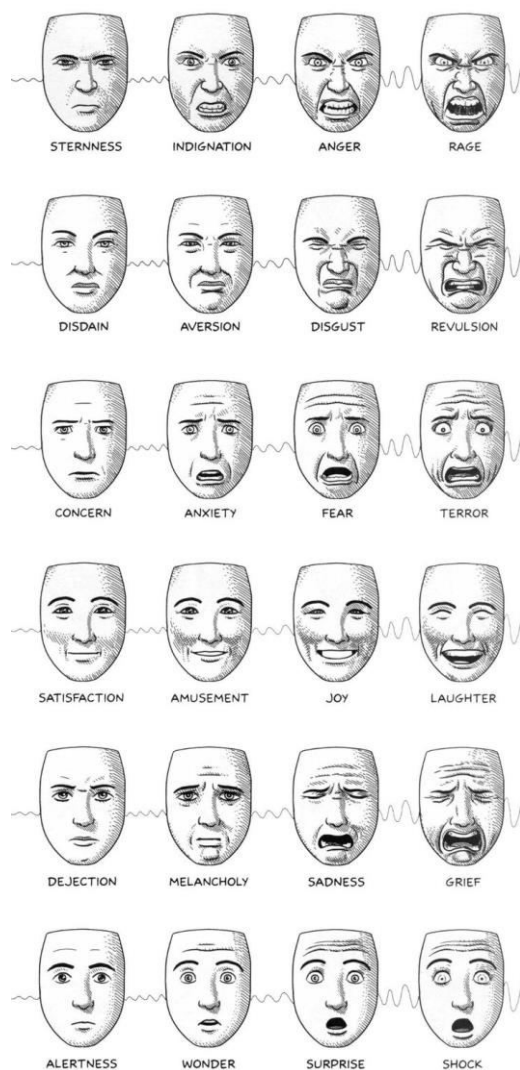 STERNNESS INDIGNATION ANGER RAGE
DISDAIN AVERSION DISGUST REVULSION
CONCERN ANXIETY FEAR TERROR
SATISFACTION AMUSEMENT JOY LAUGHTER
DEJECTION MELANCHOLY SADNESS GRIEF
ALERTNESS WONDER SURPRISE SHOCK